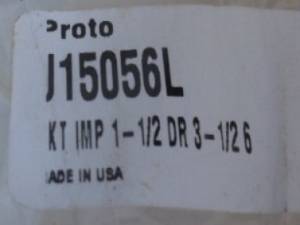 Proto
J15056L
KT IMP 1-1/2 DR 3-1/2 6
ADE IN USA